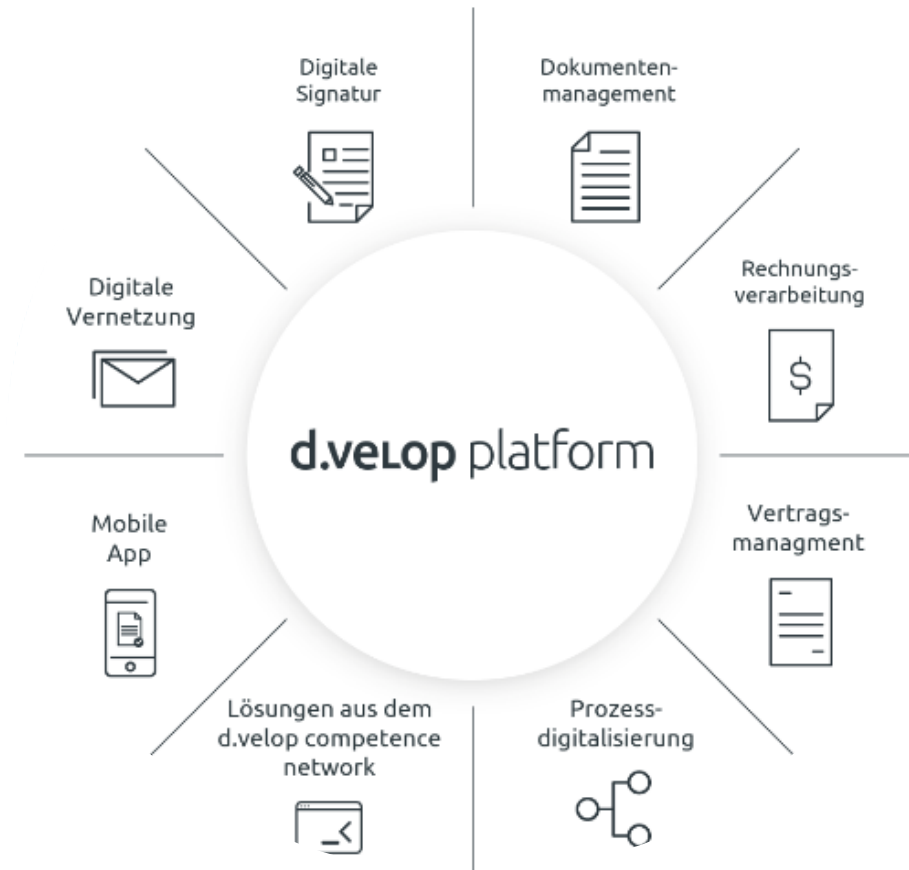 Digitale
Signatur
Dokumenten-
management
Rechnungs-
verarbeitung
$
Digitale
Vernetzung
d.velop platform
Vertrags-
managment
Mobile
App
Prozess-
digitalisierung
Lösungen aus dem
d.velop competence
network